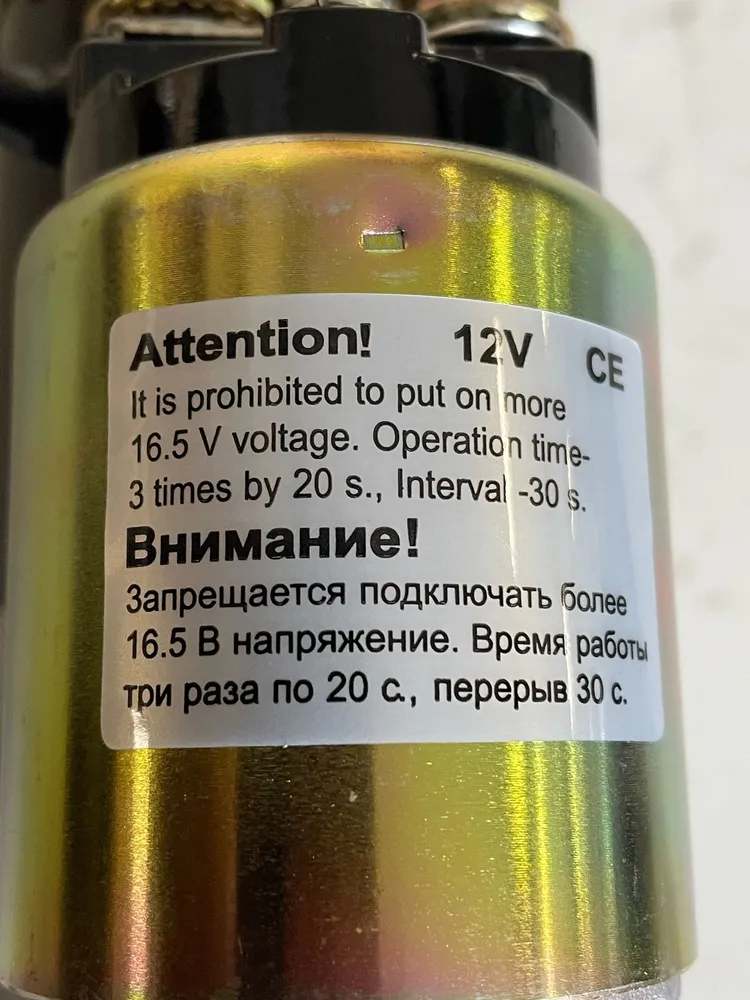 Attention! 12V CE
It is prohibited to put on more
16.5 V voltage. Operation time-
3 times by 20 s., Interval -30 s.
Внимание!
Запрещается подключать более
16.5 В напряжение. Время работы
три раза по 20 с., перерыв 30 с.